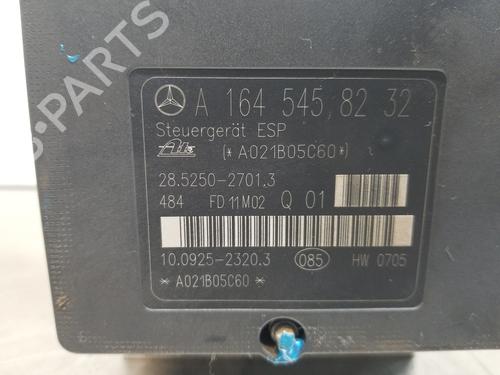 A 164 545 82 32
Steuergerät ESP
Ate (*A021B05C60*)
28.5250-2701.3
484 FD 11M02 Q 01
10.0925-2320.3 085 HW 0705
*A021B05C60*
B-PARTS